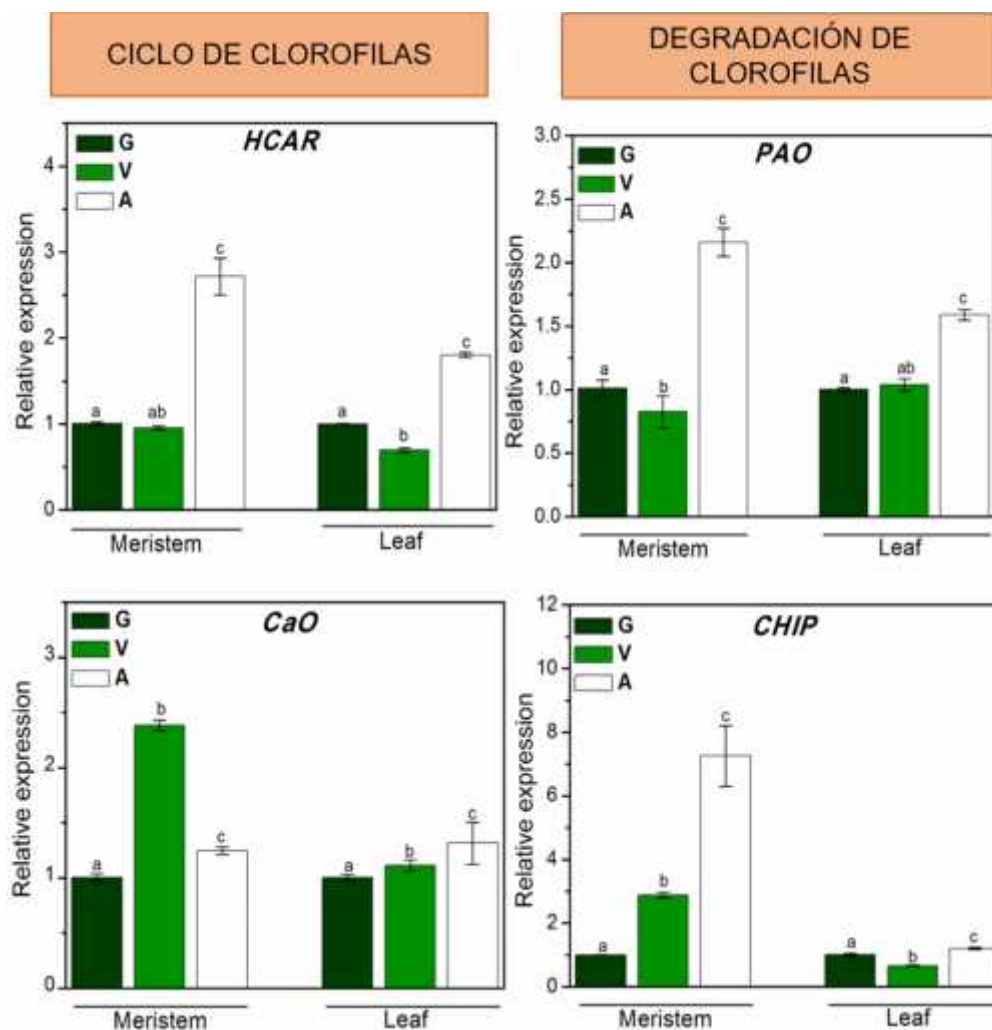 CICLO DE CLOROFILAS
DEGRADACIÓN DE
CLOROFILAS
HCAR
G
V
A
Relative expression
4
3
2
1
0
a
ab
c
a
b
c
Meristem
Leaf
PAO
G
V
A
Relative expression
3.0
2.5
2.0
1.5
1.0
0.5
0.0
a
b
c
a
ab
c
Meristem
Leaf
CaO
G
V
A
Relative expression
3
2
1
0
a
b
c
a
b
c
Meristem
Leaf
CHIP
G
V
A
Relative expression
12
10
8
6
4
2
0
a
b
c
a
b
c
Meristem
Leaf